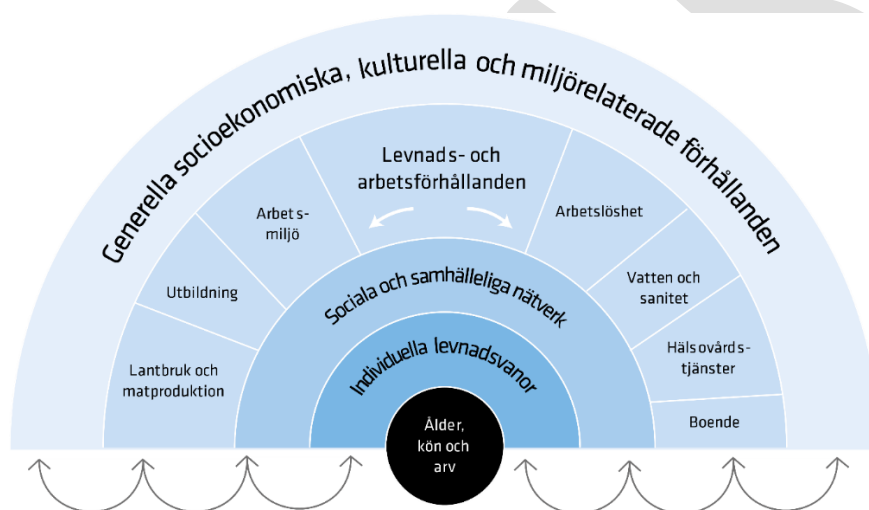 Generella socioekonomiska, kulturella och miljörelaterade förhållanden
Levnads- och
arbetsförhållanden
Lantbruk och
matproduktion
Utbildning
Arbets-
miljö
Arbetslöshet
Vatten och
sanitet
Hälsovårds-
tjänster
Boende
Sociala och samhälleliga nätverk
Individuella levnadsvanor
Ålder,
kön och
arv